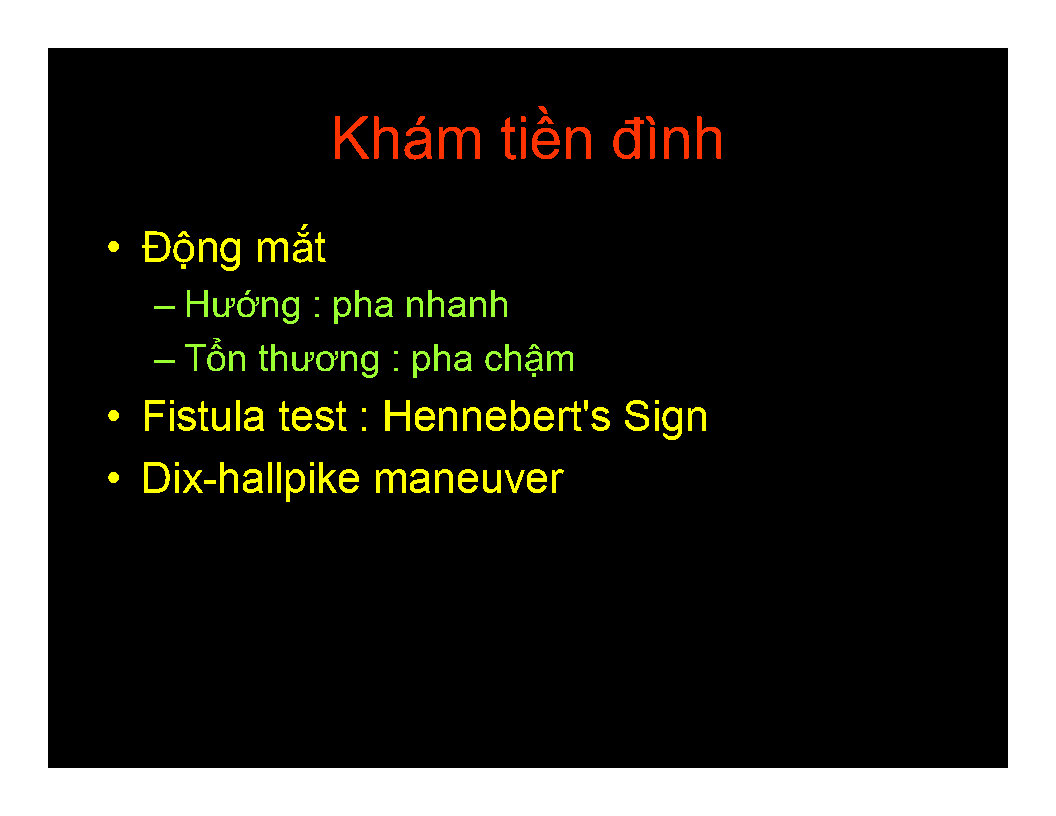 Khám tiền đình
• Động mắt
– Hướng : pha nhanh
– Tổn thương : pha chậm
• Fistula test : Hennebert's Sign
• Dix-hallpike maneuver